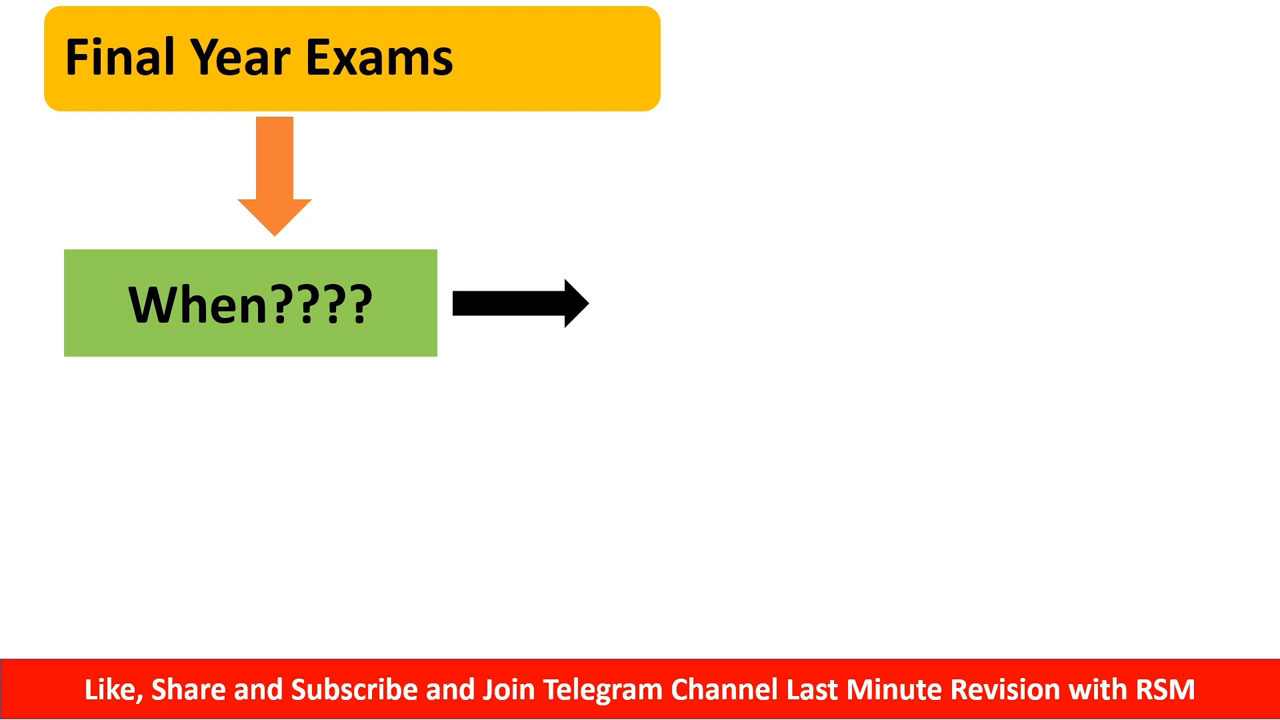 Final Year Exams
When????
Like, Share and Subscribe and Join Telegram Channel Last Minute Revision with RSM